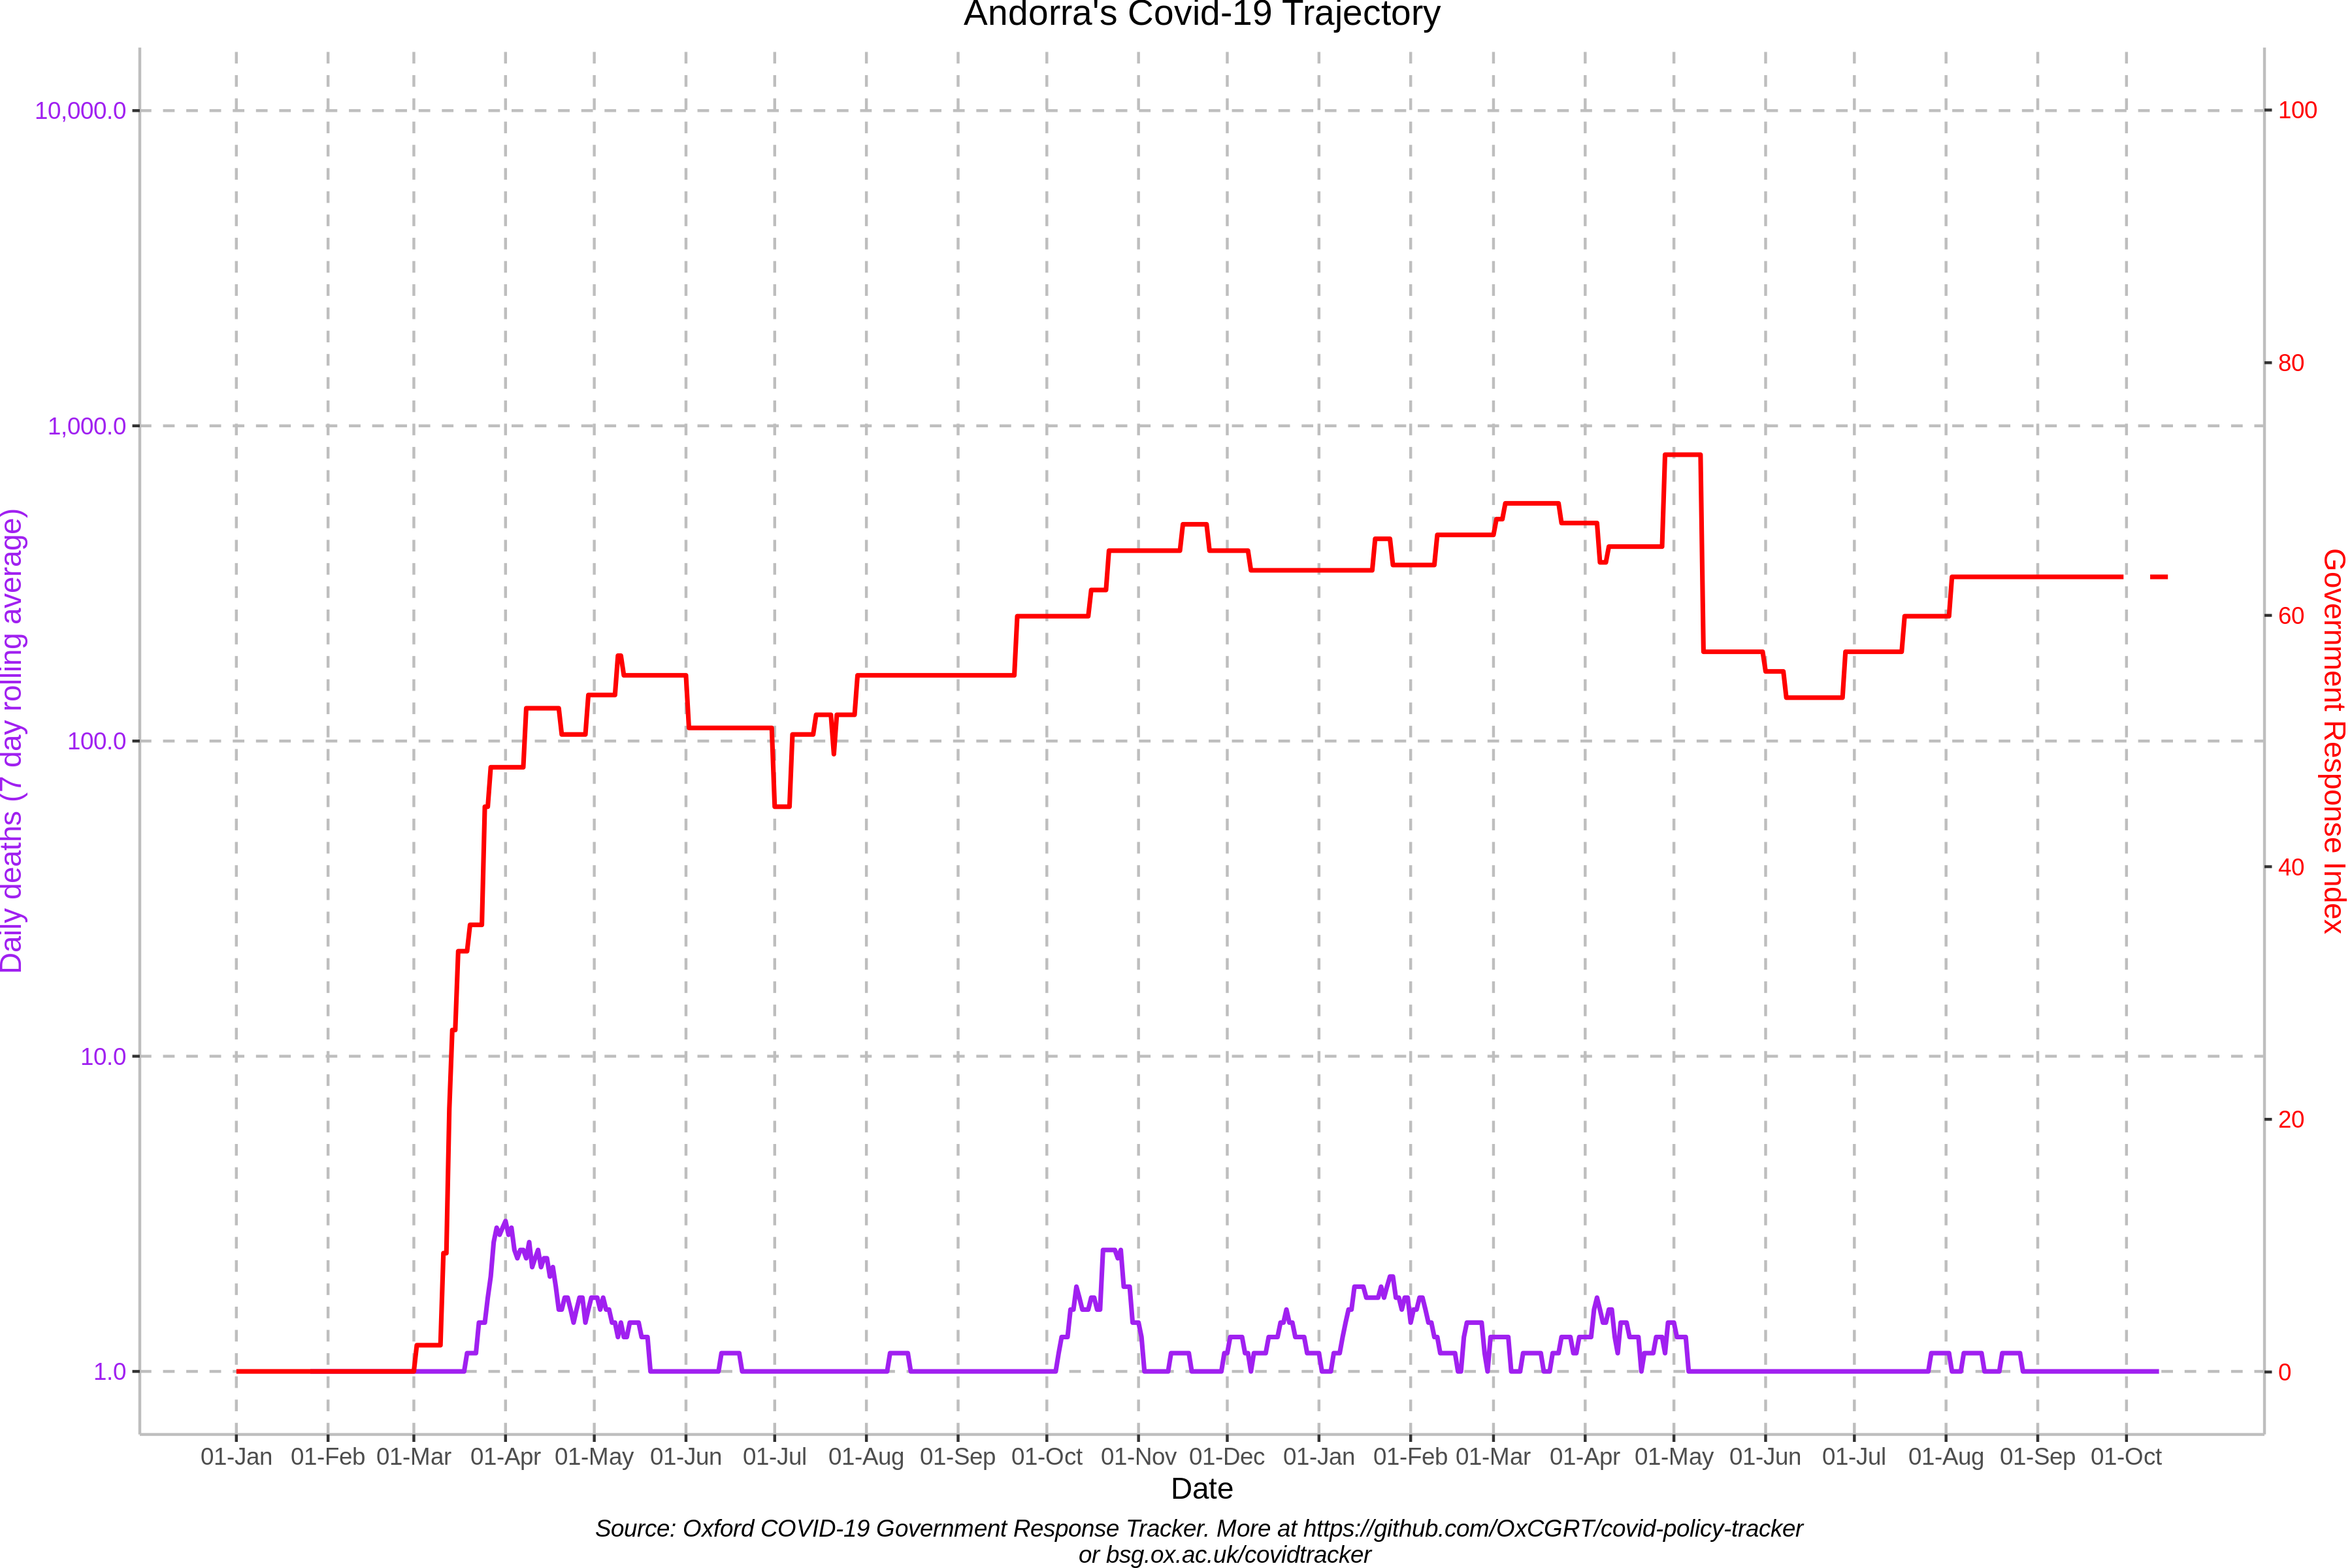 Andorra's Covid-19 Trajectory
10,000.0
1,000.0
100.0
10.0
1.0
Daily deaths (7 day rolling average)
100
80
60
40
20
0
Government Response Index
01-Jan 01-Feb 01-Mar 01-Apr 01-May 01-Jun 01-Jul 01-Aug 01-Sep 01-Oct 01-Nov 01-Dec 01-Jan 01-Feb 01-Mar 01-Apr 01-May 01-Jun 01-Jul 01-Aug 01-Sep 01-Oct
Date
Source: Oxford COVID-19 Government Response Tracker. More at https://github.com/OxCGRT/covid-policy-tracker
or bsg.ox.ac.uk/covidtracker